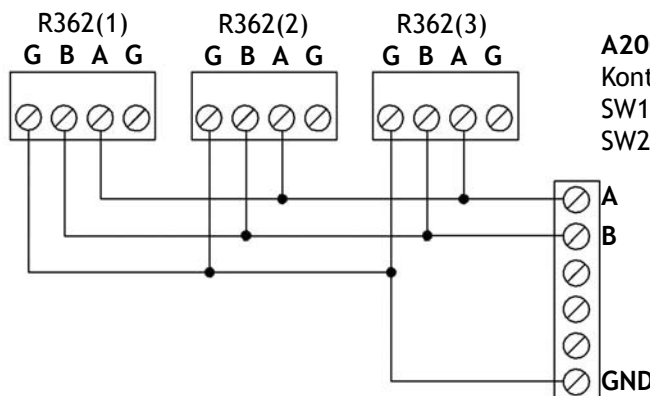 R362(1) R362(2) R362(3)
G B A G G B A G G B A G
A20
Kont
SW1
SW2
A
B
GND